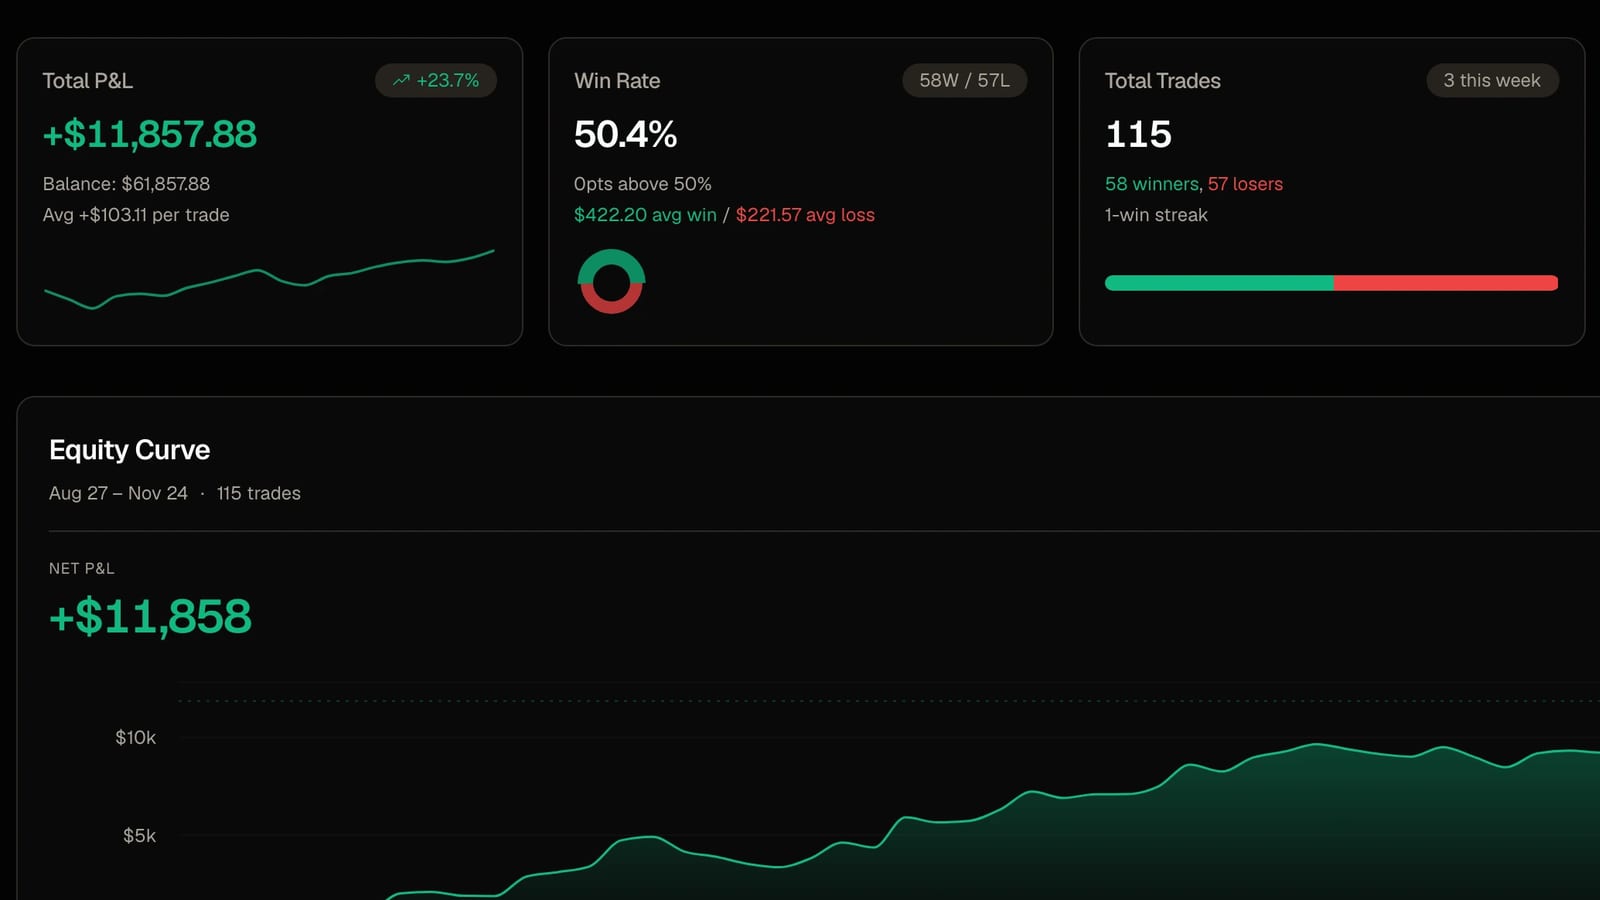 Total P&L
+23.7%
+$11,857.88
Balance: $61,857.88
Avg +$103.11 per trade
Win Rate
58W / 57L
50.4%
0pts above 50%
$422.20 avg win / $221.57 avg loss
Total Trades
3 this week
115
58 winners, 57 losers
1-win streak
Equity Curve
Aug 27 – Nov 24 · 115 trades
NET P&L
+$11,858
$10k
$5k